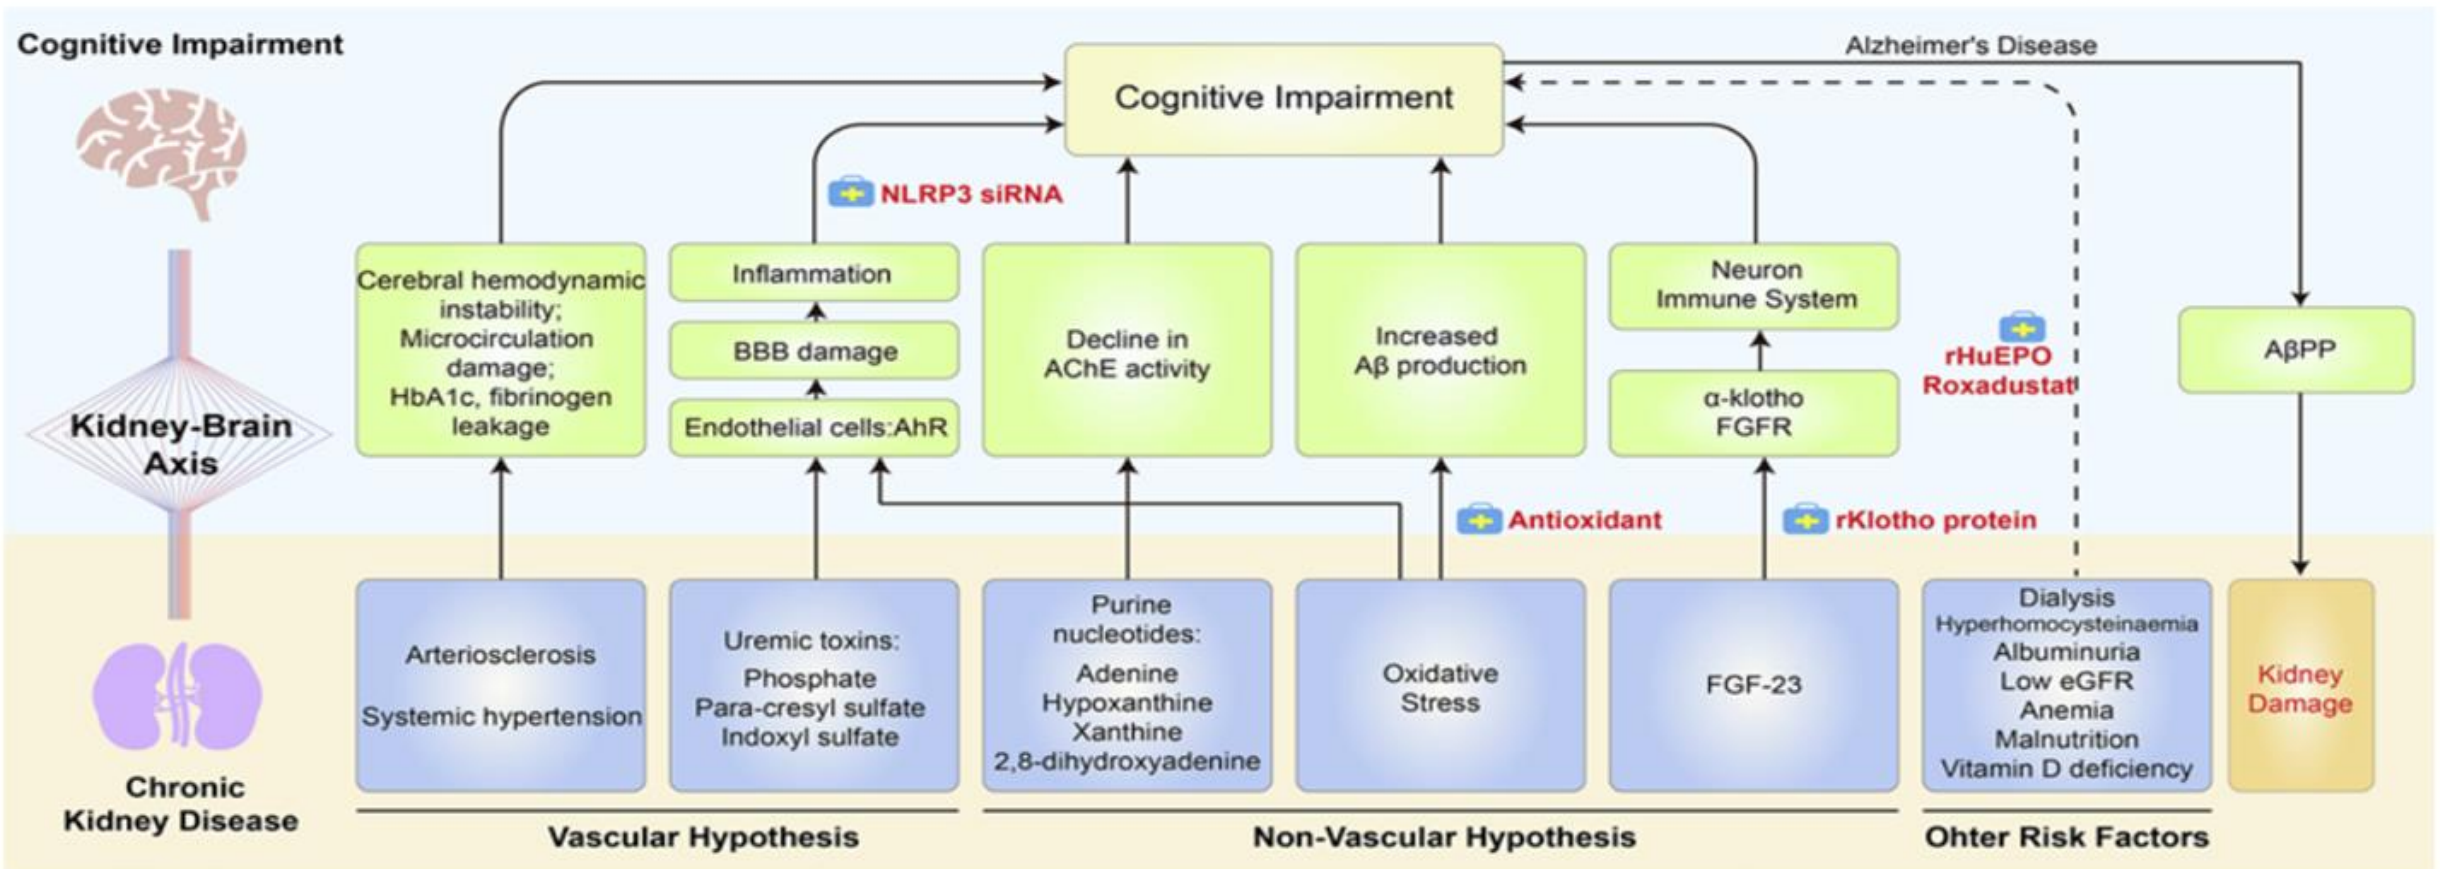 Cognitive Impairment
Alzheimer's Disease
Cognitive Impairment
NLRP3 siRNA
Cerebral hemodynamic
instability;
Microcirculation
damage;
HbA1c, fibrinogen
leakage
Inflammation
BBB damage
Endothelial cells:AhR
Decline in
AChE activity
Increased
Aβ production
Neuron
Immune System
α-klotho
FGFR
rHuEPO
Roxadustat
AβPP
Kidney-Brain
Axis
Antioxidant
rKlotho protein
Arteriosclerosis
Systemic hypertension
Uremic toxins:
Phosphate
Para-cresyl sulfate
Indoxyl sulfate
Purine
nucleotides:
Adenine
Hypoxanthine
Xanthine
2,8-dihydroxyadenine
Oxidative
Stress
FGF-23
Dialysis
Hyperhomocysteinaemia
Albuminuria
Low eGFR
Anemia
Malnutrition
Vitamin D deficiency
Kidney
Damage
Chronic
Kidney Disease
Vascular Hypothesis
Non-Vascular Hypothesis
Ohter Risk Factors